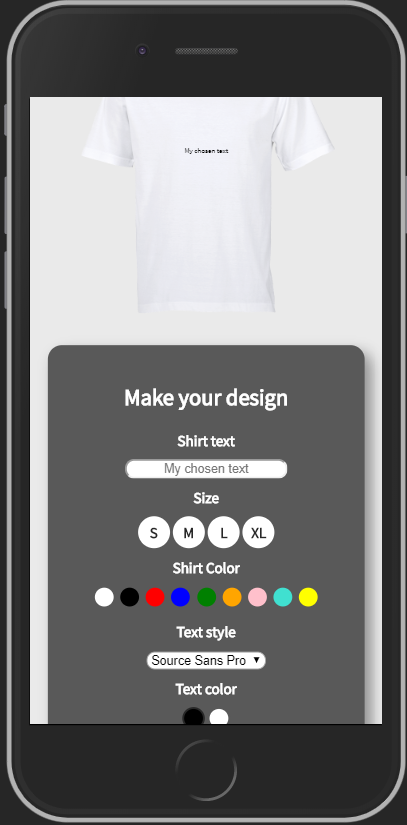 My chosen text
Make your design
Shirt text
My chosen text
Size
S M L XL
Shirt Color
Text style
Source Sans Pro
Text color